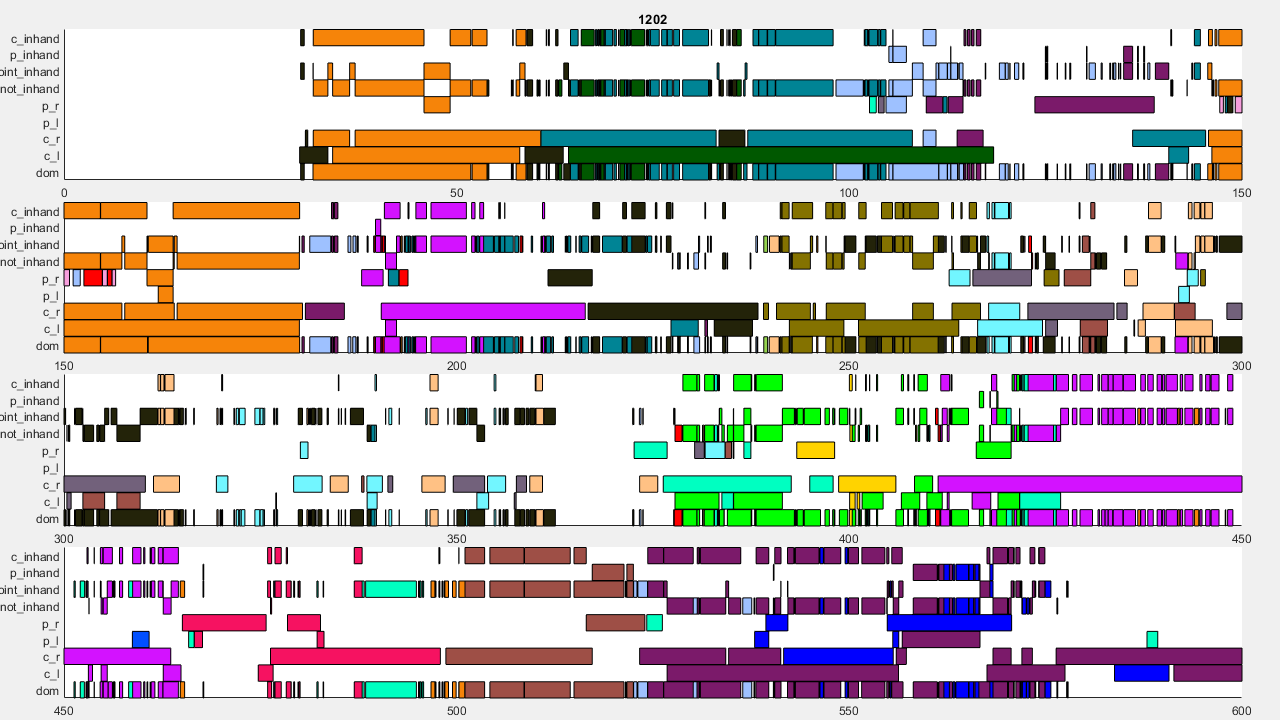 1202
c_inhand
p_inhand
oint_inhand
not_inhand
p_r
p_l
c_r
c_l
dom
0 50 100 150
c_inhand
p_inhand
oint_inhand
not_inhand
p_r
p_l
c_r
c_l
dom
150 200 250 300
c_inhand
p_inhand
oint_inhand
not_inhand
p_r
p_l
c_r
c_l
dom
300 350 400 450
c_inhand
p_inhand
oint_inhand
not_inhand
p_r
p_l
c_r
c_l
dom
450 500 550 600